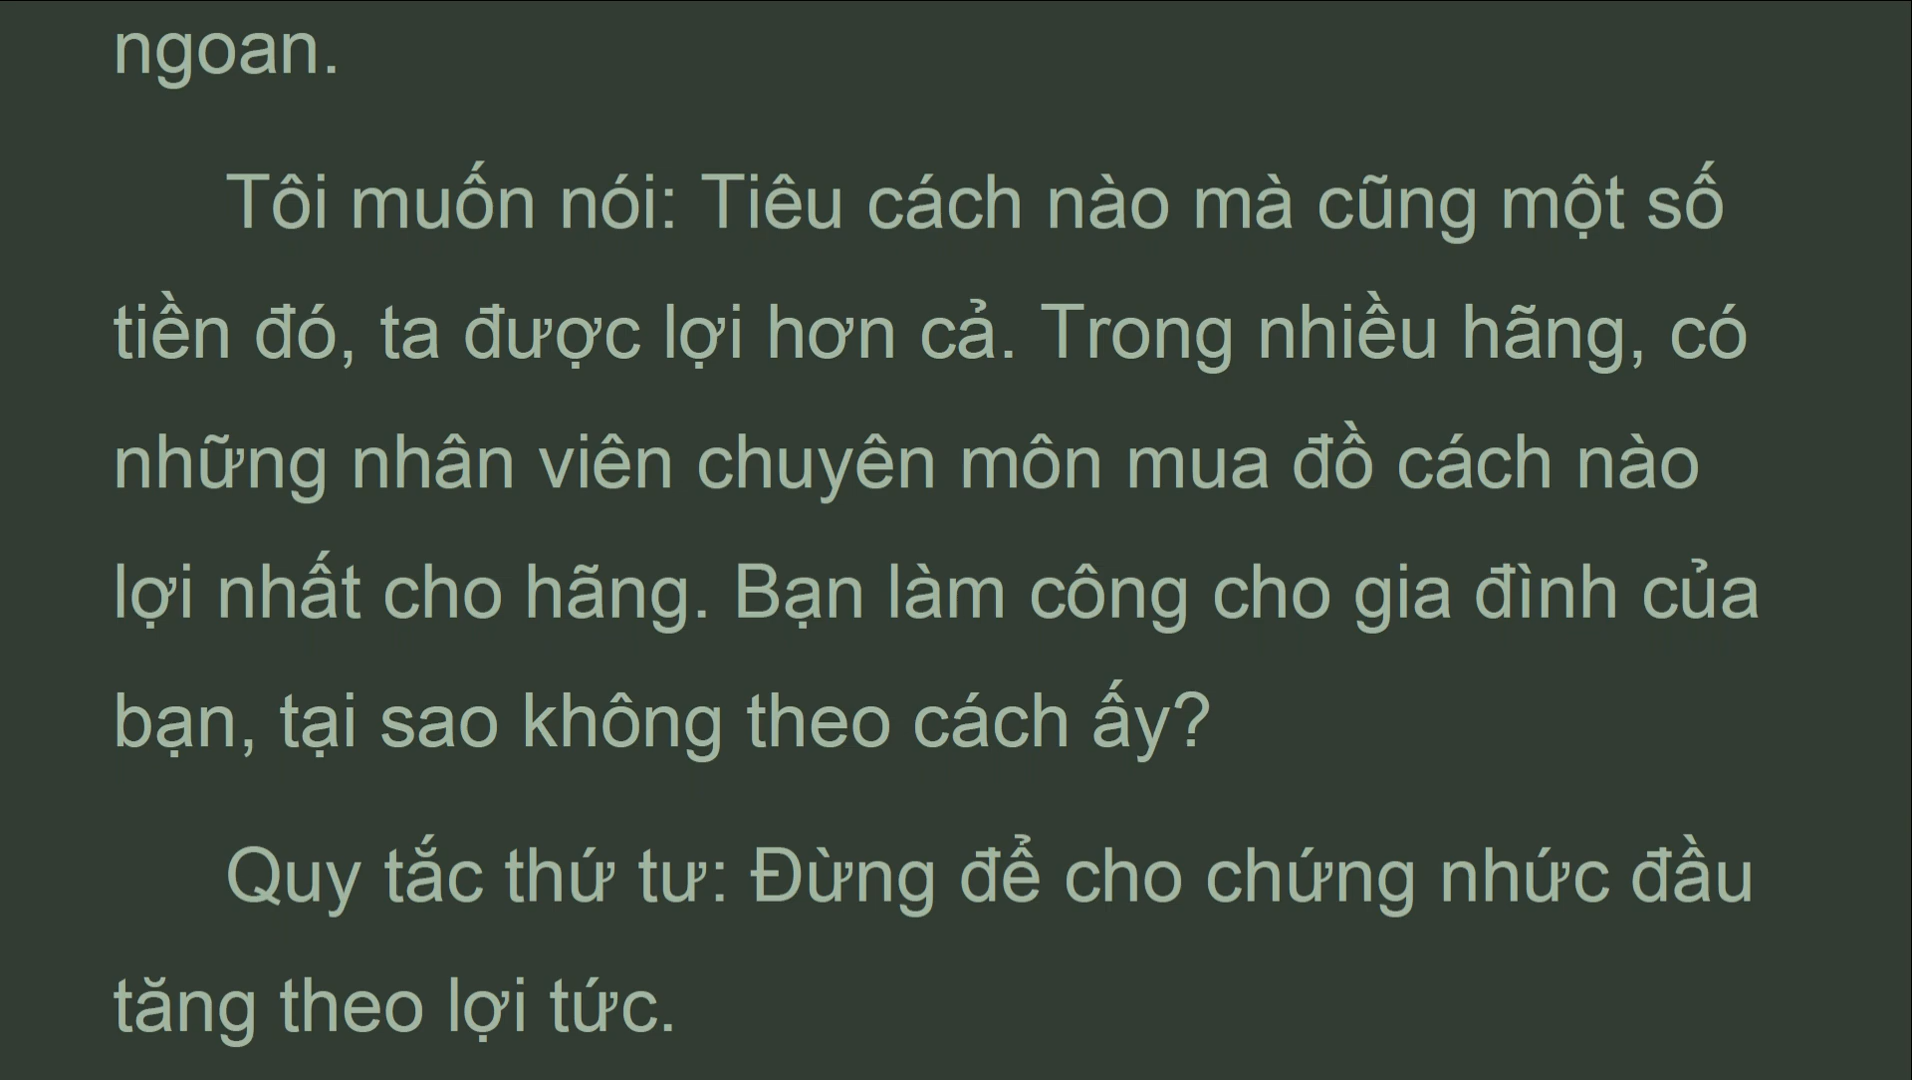 ngoan.
Tôi muốn nói: Tiêu cách nào mà cũng một số
tiền đó, ta được lợi hơn cả. Trong nhiều hãng, có
những nhân viên chuyên môn mua đồ cách nào
lợi nhất cho hãng. Bạn làm công cho gia đình của
bạn, tại sao không theo cách ấy?
Quy tắc thứ tư: Đừng để cho chứng nhức đầu
tăng theo lợi tức.